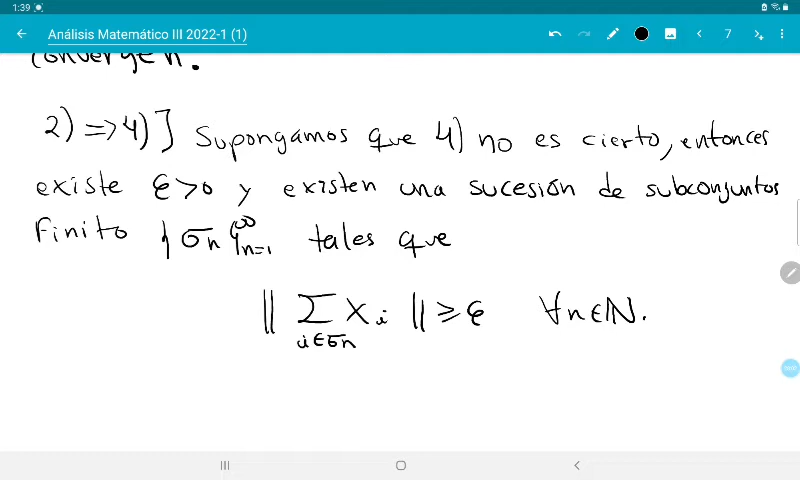 1:39
Análisis Matemático III 2022-1 (1)
7
convergen.
2) => 4) ] Supongamos que 4) no es cierto, entonces
existe ε>0 y existen una sucesión de subconjuntos
finito {σn}∞n=1 tales que
|| Σ i∈σn Xi || ⩾ ε ∀n∈ℕ.